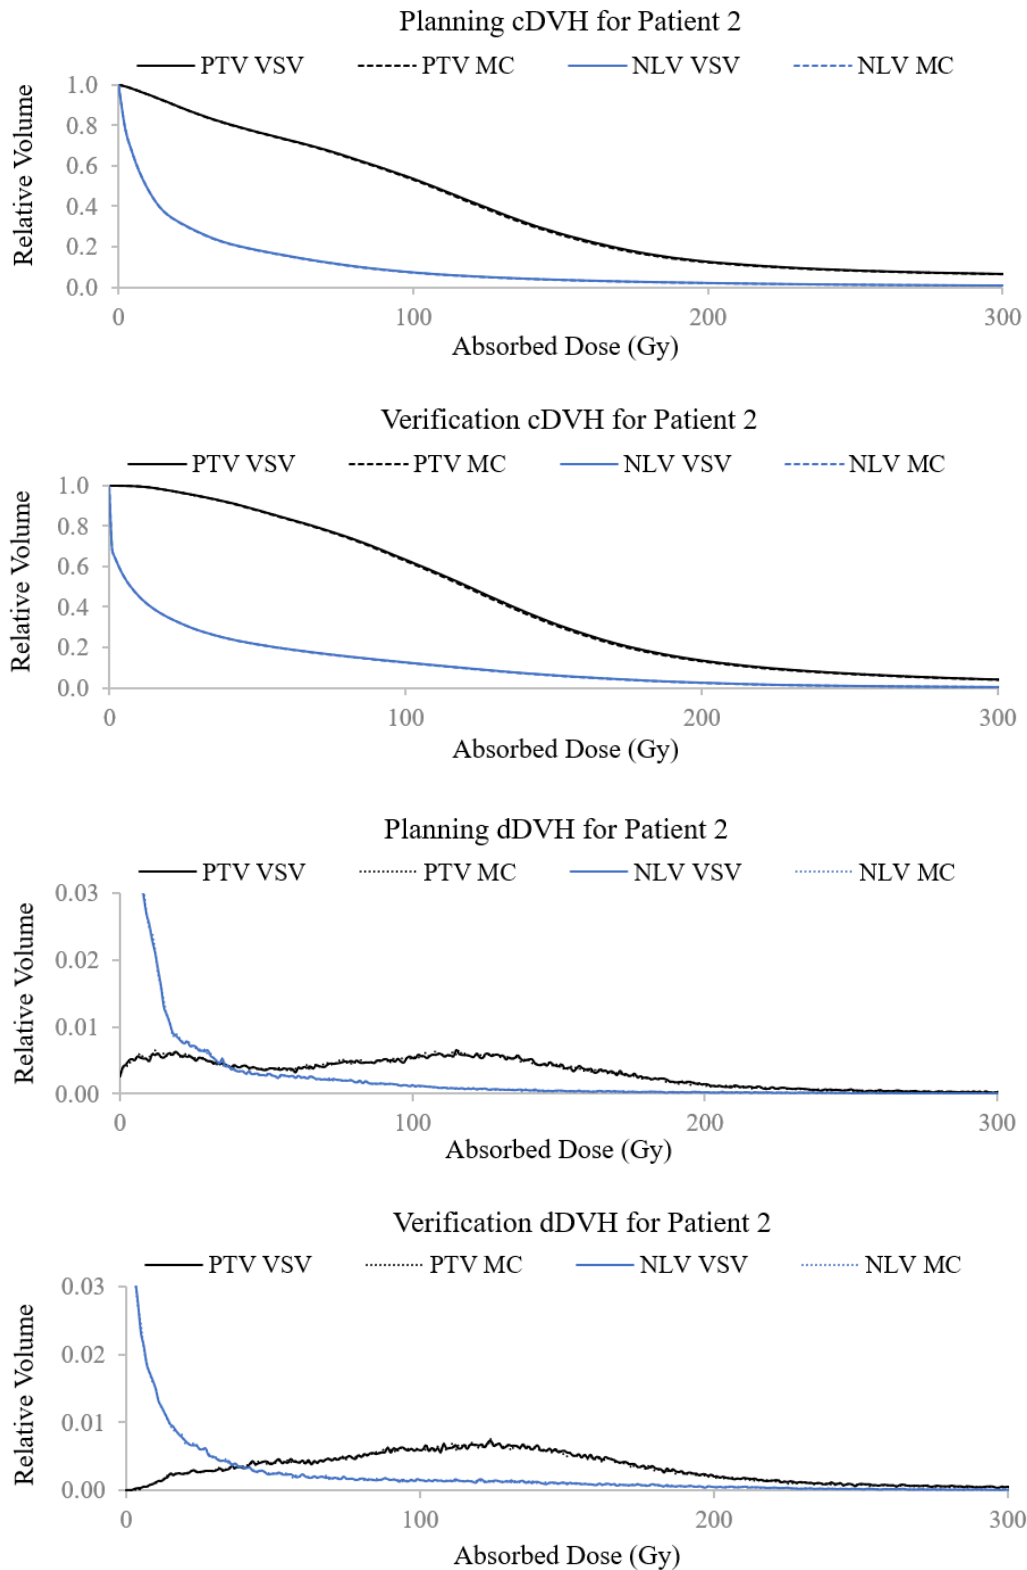 Planning cDVH for Patient 2
PTV VSV PTV MC NLV VSV NLV MC
Relative Volume
1.0
0.8
0.6
0.4
0.2
0.0
0 100 200 300
Absorbed Dose (Gy)
Verification cDVH for Patient 2
PTV VSV PTV MC NLV VSV NLV MC
Relative Volume
1.0
0.8
0.6
0.4
0.2
0.0
0 100 200 300
Absorbed Dose (Gy)
Planning dDVH for Patient 2
PTV VSV PTV MC NLV VSV NLV MC
Relative Volume
0.03
0.02
0.01
0.00
0 100 200 300
Absorbed Dose (Gy)
Verification dDVH for Patient 2
PTV VSV PTV MC NLV VSV NLV MC
Relative Volume
0.03
0.02
0.01
0.00
0 100 200 300
Absorbed Dose (Gy)